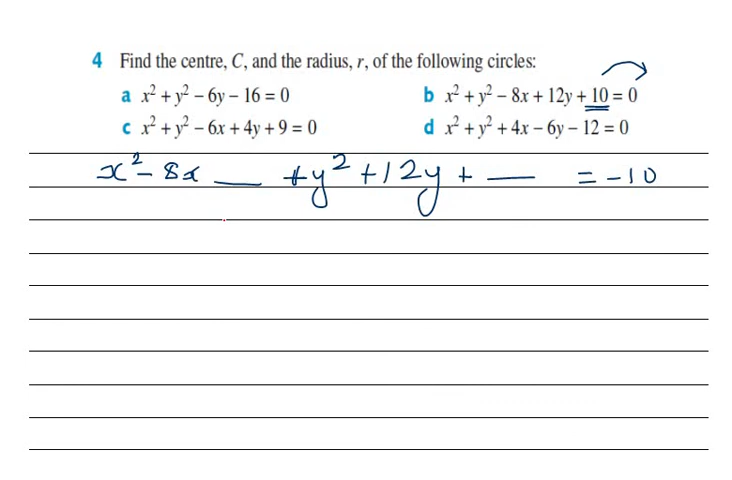 4 Find the centre, C, and the radius, r, of the following circles:
a x² + y² – 6y – 16 = 0
b x² + y² – 8x + 12y + 10 = 0
c x² + y² – 6x + 4y + 9 = 0
d x² + y² + 4x – 6y – 12 = 0
x² – 8x __ + y² + 12y + __ = – 10